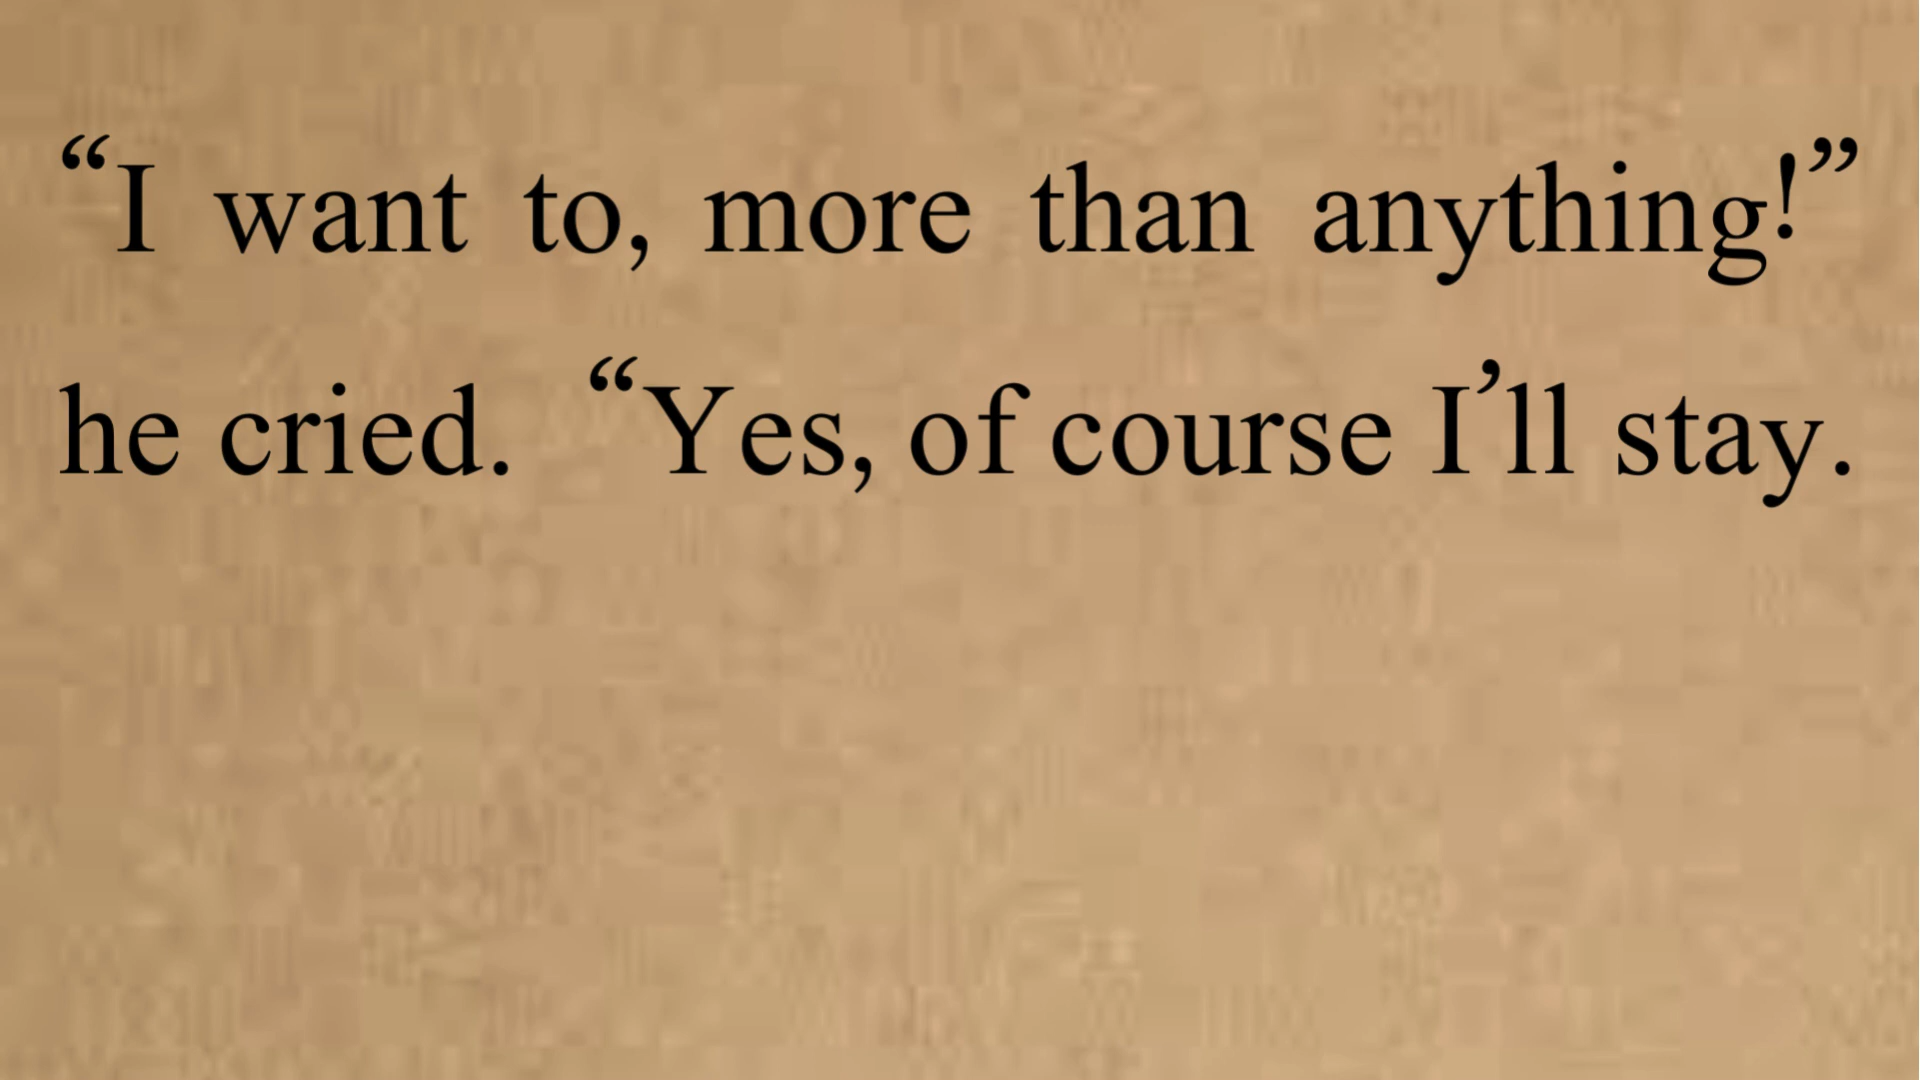 “I want to, more than anything!”
he cried. “Yes, of course I’ll stay.